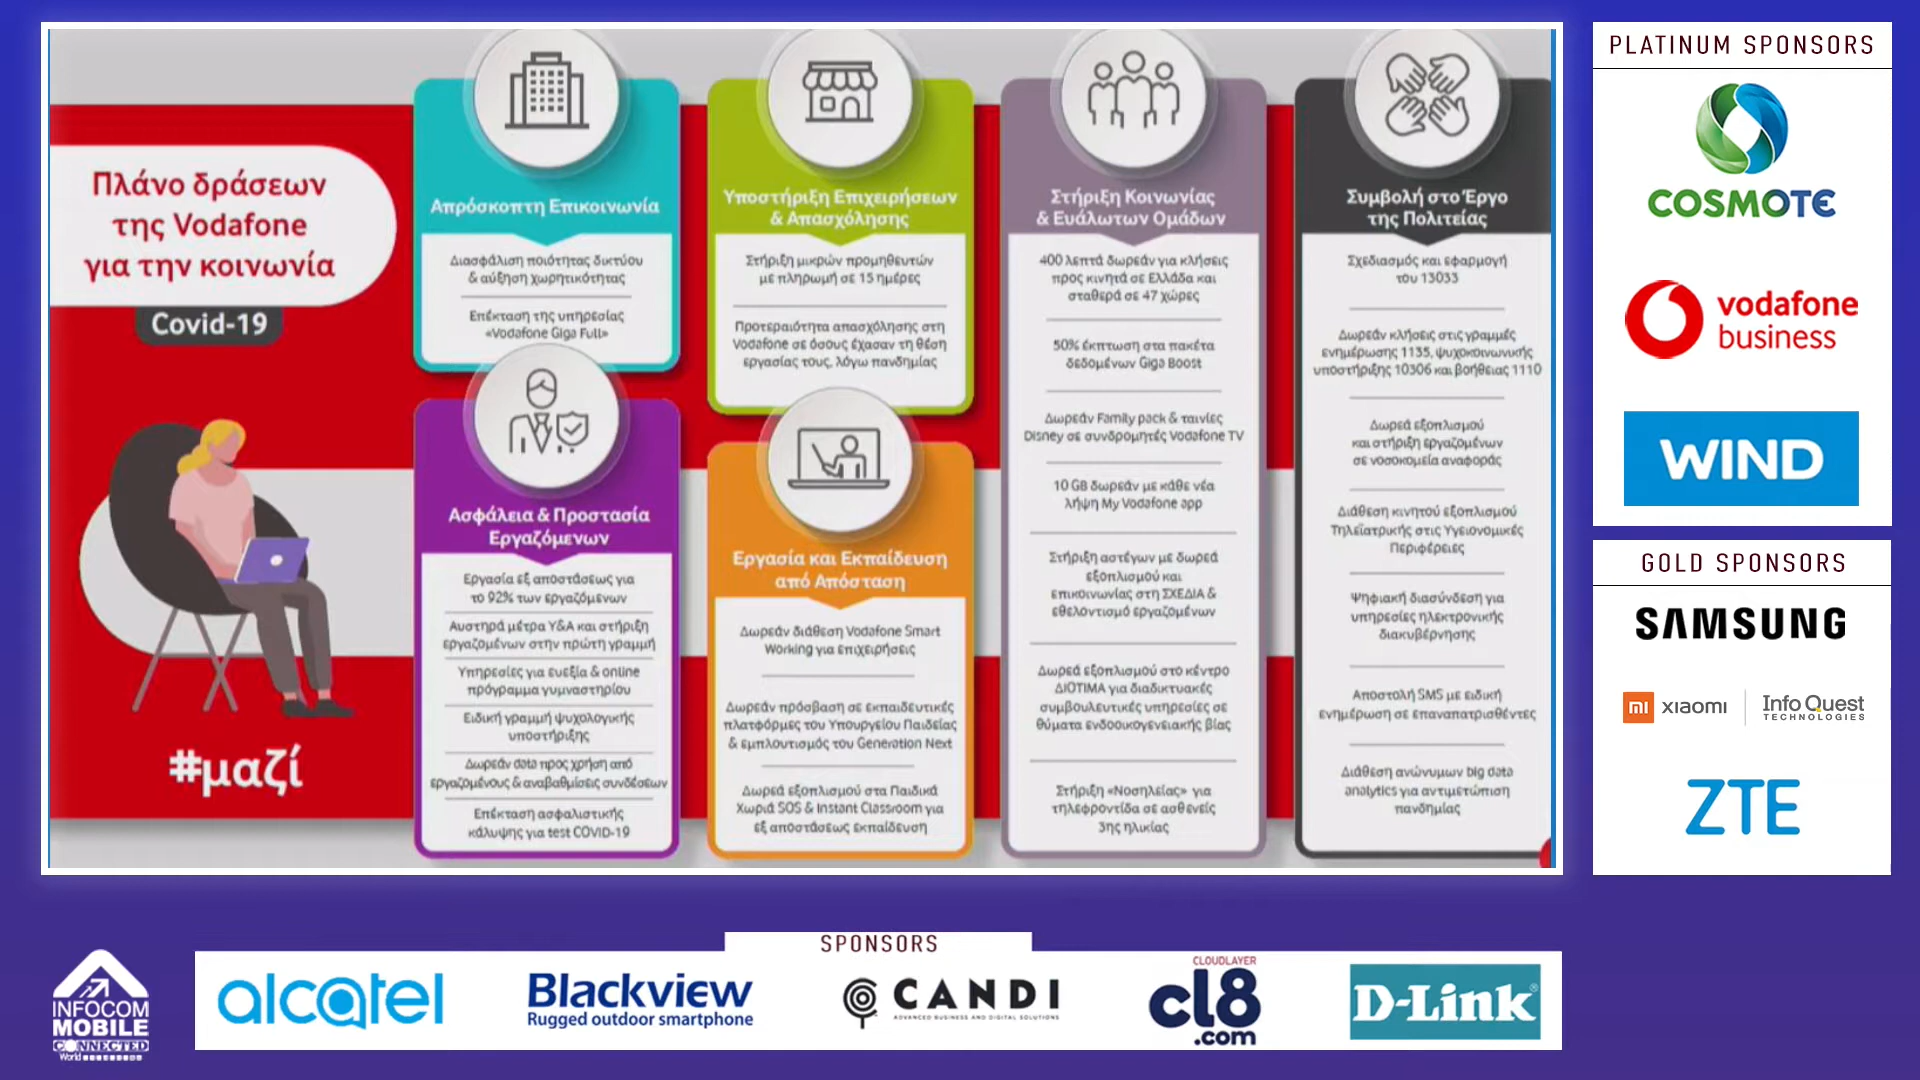 Πλάνο δράσεων
της Vodafone
για την κοινωνία
Covid-19
#μαζί
Απρόσκοπτη Επικοινωνία
Διασφάλιση ποιότητας δικτύου
& αύξηση χωρητικότητας
Επέκταση της υπηρεσίας
«Vodafone Giga Full»
Ασφάλεια & Προστασία
Εργαζόμενων
Εργασία εξ αποστάσεως για
το 92% των εργαζόμενων
Αυστηρά μέτρα Υ&Α και στήριξη
εργαζομένων στην πρώτη γραμμή
Υπηρεσίες για ευεξία & online
πρόγραμμα γυμναστηρίου
Ειδική γραμμή ψυχολογικής
υποστήριξης
Δωρεάν data προς χρήση από
εργαζομένους & αναβαθμίσεις συνδέσεων
Επέκταση ασφαλιστικής
κάλυψης για test COVID-19
Υποστήριξη Επιχειρήσεων
& Απασχόλησης
Στήριξη μικρών προμηθευτών
με πληρωμή σε 15 ημέρες
Προτεραιότητα απασχόλησης στη
Vodafone σε όσους έχασαν τη θέση
εργασίας τους, λόγω πανδημίας
Εργασία και Εκπαίδευση
από Απόσταση
Δωρεάν διάθεση Vodafone Smart
Working για επιχειρήσεις
Δωρεάν πρόσβαση σε εκπαιδευτικές
πλατφόρμες του Υπουργείου Παιδείας
& εμπλουτισμός του Generation Next
Δωρεά εξοπλισμού στα Παιδικά
Χωριά SOS & Instant Classroom για
εξ αποστάσεως εκπαίδευση
Στήριξη Κοινωνίας
& Ευάλωτων Ομάδων
400 λεπτά δωρεάν για κλήσεις
προς κινητά σε Ελλάδα και
σταθερά σε 47 χώρες
50% έκπτωση στα πακέτα
δεδομένων Giga Boost
Δωρεάν Family pack & ταινίες
Disney σε συνδρομητές Vodafone TV
10 GB δωρεάν με κάθε νέα
λήψη My Vodafone app
Στήριξη αστέγων με δωρεά
εξοπλισμού και
επικοινωνίας στη ΣΧΕΔΙΑ &
εθελοντισμό εργαζομένων
Δωρεά εξοπλισμού στο κέντρο
ΔΙΟΤΙΜΑ για διαδικτυακές
συμβουλευτικές υπηρεσίες σε
θύματα ενδοοικογενειακής βίας
Στήριξη «Νοσηλείας» για
τηλεφροντίδα σε ασθενείς
3ης ηλικίας
Συμβολή στο Έργο
της Πολιτείας
Σχεδιασμός και εφαρμογή
του 13033
Δωρεάν κλήσεις στις γραμμές
ενημέρωσης 1135, ψυχοκοινωνικής
υποστήριξης 10306 και βοήθειας 1110
Δωρεά εξοπλισμού
και στήριξη εργαζομένων
σε νοσοκομεία αναφοράς
Διάθεση κινητού εξοπλισμού
Τηλεϊατρικής στις Υγειονομικές
Περιφέρειες
Ψηφιακή διασύνδεση για
υπηρεσίες ηλεκτρονικής
διακυβέρνησης
Αποστολή SMS με ειδική
ενημέρωση σε επαναπατρισθέντες
Διάθεση ανώνυμων big data
analytics για αντιμετώπιση
πανδημίας
PLATINUM SPONSORS
COSMOTE
vodafone
business
WIND
GOLD SPONSORS
SAMSUNG
mi xiaomi
Info Quest
TECHNOLOGIES
ZTE
SPONSORS
INFOCOM
MOBILE
CONNECTED
World
alcatel
Blackview
Rugged outdoor smartphone
CANDI
ADVANCED BUSINESS AND DIGITAL SOLUTIONS
CLOUDLAYER
cl8
.com
D-Link